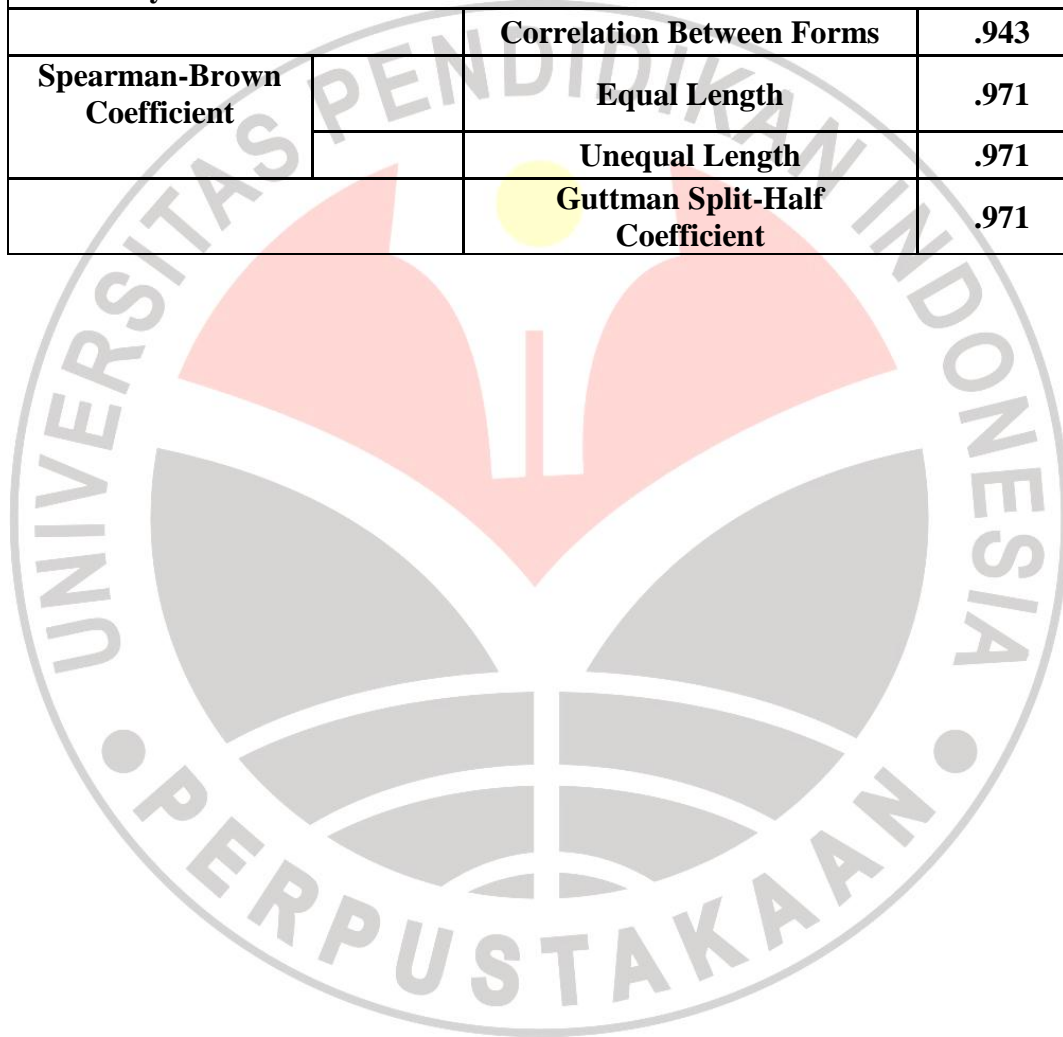 Correlation Between Forms .943
Spearman-Brown
Coefficient
Equal Length .971
Unequal Length .971
Guttman Split-Half
Coefficient
.971
UNIVERSITAS PENDIDIKAN INDONESIA
PERPUSTAKAAN